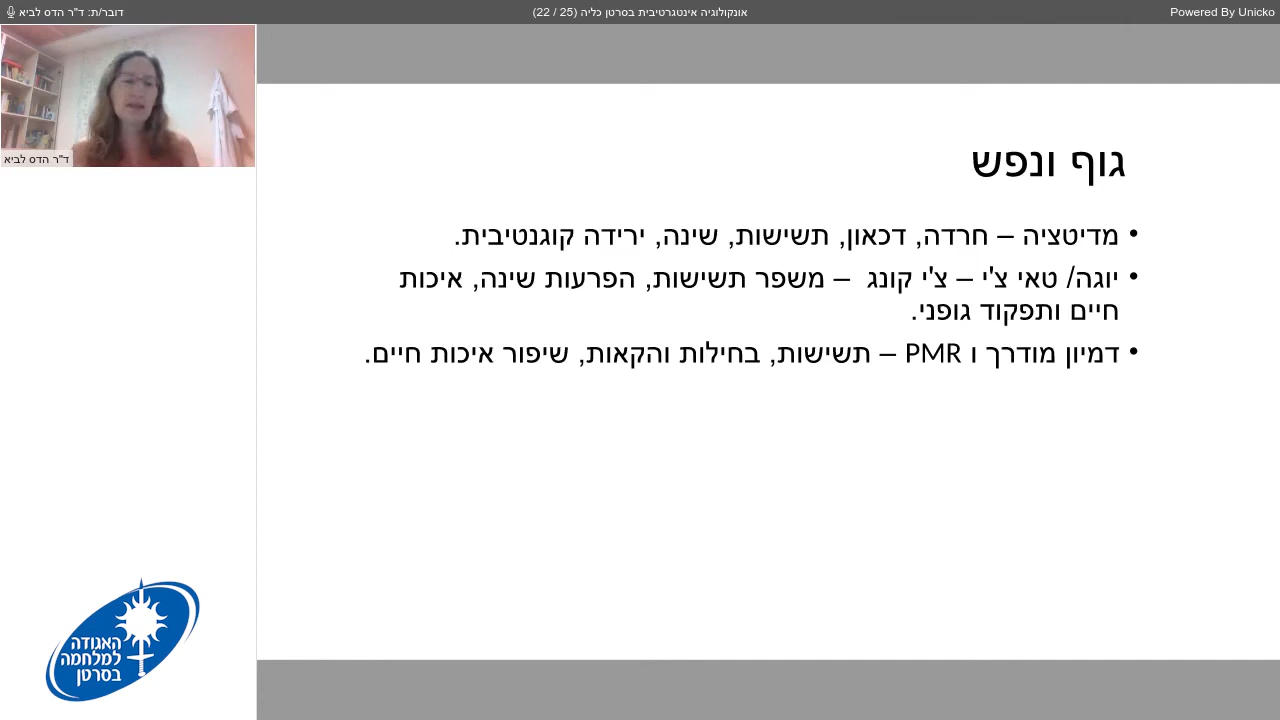 דובר/ת: ד"ר הדס לביא
אונקולוגיה אינטגרטיבית בסרטן כליה (25 / 22)
Powered By Unicko
ד"ר הדס לביא
גוף ונפש
• מדיטציה – חרדה, דכאון, תשישות, שינה, ירידה קוגנטיבית.
• יוגה/ טאי צ'י – צ'י קונג – משפר תשישות, הפרעות שינה, איכות
חיים ותפקוד גופני.
• דמיון מודרך ו PMR – תשישות, בחילות והקאות, שיפור איכות חיים.
האגודה
למלחמה
בסרטן